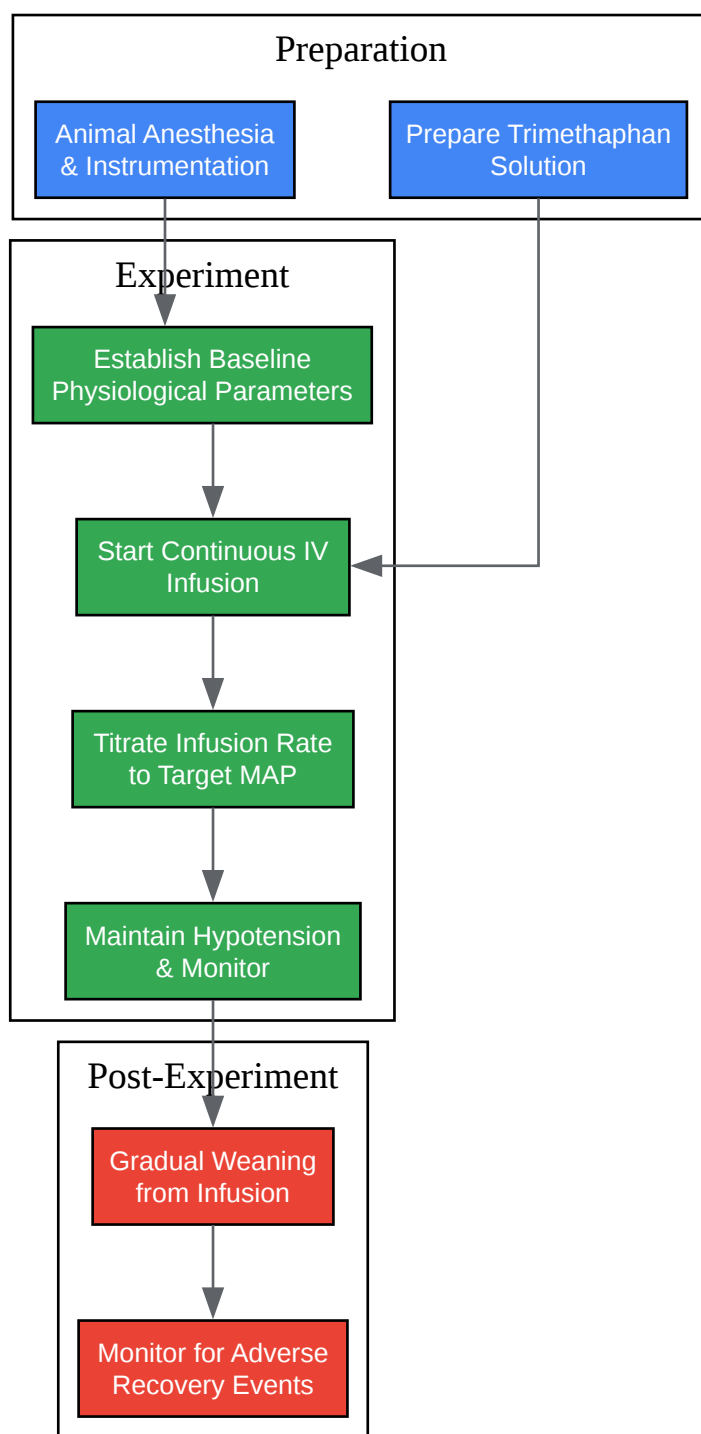 Preparation
Animal Anesthesia
& Instrumentation
Prepare Trimethaphan
Solution
Experiment
Establish Baseline
Physiological Parameters
Start Continuous IV
Infusion
Titrate Infusion Rate
to Target MAP
Maintain Hypotension
& Monitor
Post-Experiment
Gradual Weaning
from Infusion
Monitor for Adverse
Recovery Events